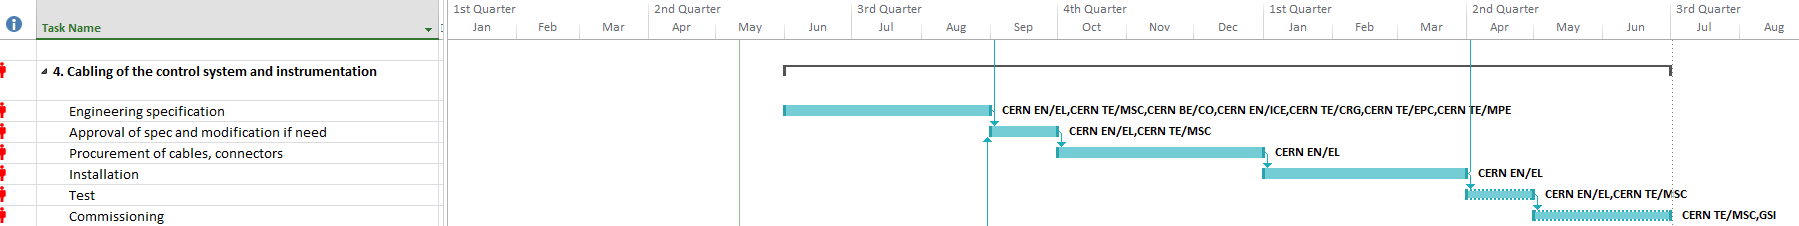 1st Quarter 2nd Quarter 3rd Quarter 4th Quarter 1st Quarter 2nd Quarter 3rd Quarter
Task Name Jan Feb Mar Apr May Jun Jul Aug Sep Oct Nov Dec Jan Feb Mar Apr May Jun Jul Aug
4. Cabling of the control system and instrumentation
Engineering specification CERN EN/EL,CERN TE/MSC,CERN BE/CO,CERN EN/ICE,CERN TE/CRG,CERN TE/EPC,CERN TE/MPE
Approval of spec and modification if need CERN EN/EL,CERN TE/MSC
Procurement of cables, connectors CERN EN/EL
Installation CERN EN/EL
Test CERN EN/EL,CERN TE/MSC
Commissioning CERN TE/MSC,GSI